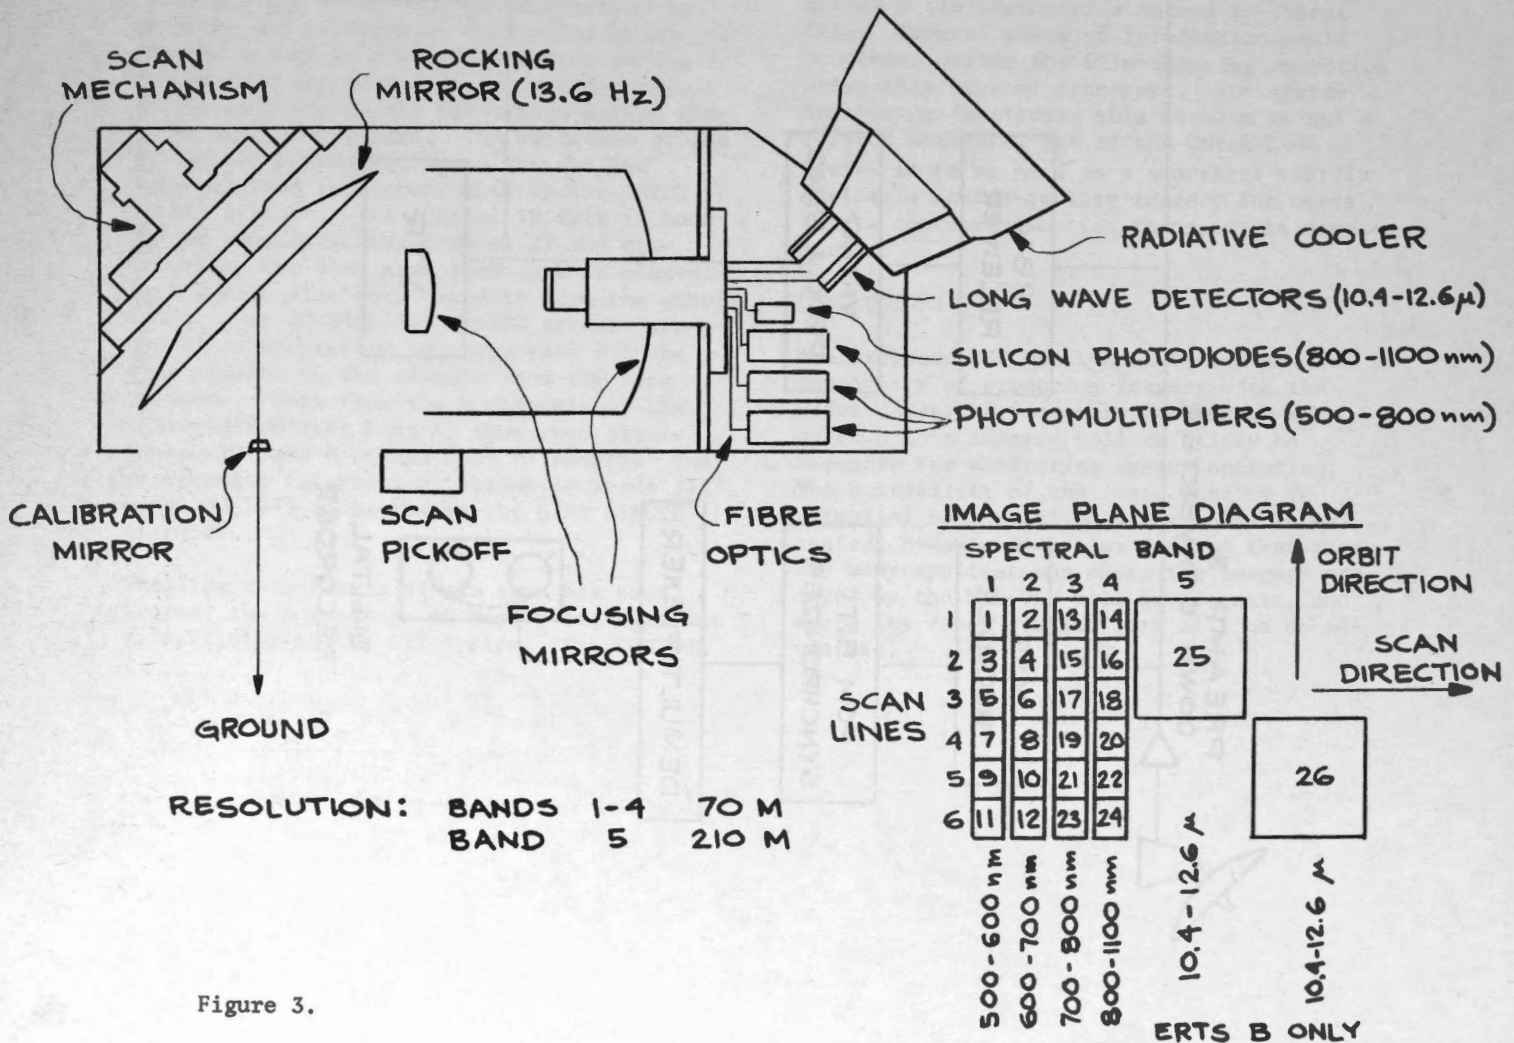 SCAN
MECHANISM
ROCKING
MIRROR (13.6 Hz)
RADIATIVE COOLER
LONG WAVE DETECTORS (10.4-12.6μ)
SILICON PHOTODIODES (800-1100 nm)
PHOTOMULTIPLIERS (500-800 nm)
CALIBRATION
MIRROR
SCAN
PICKOFF
FIBRE
OPTICS
FOCUSING
MIRRORS
GROUND
RESOLUTION: BANDS 1-4 70 M
BAND 5 210 M
IMAGE PLANE DIAGRAM
SPECTRAL BAND
1 2 3 4 5
ORBIT
DIRECTION
SCAN
DIRECTION
SCAN
LINES
1 1 2 13 14
2 3 4 15 16 25
3 5 6 17 18
4 7 8 19 20
5 9 10 21 22 26
6 11 12 23 24
500-600 nm
600-700 nm
700-800 nm
800-1100 nm
10.4-12.6 μ
10.4-12.6 μ
ERTS B ONLY
Figure 3.